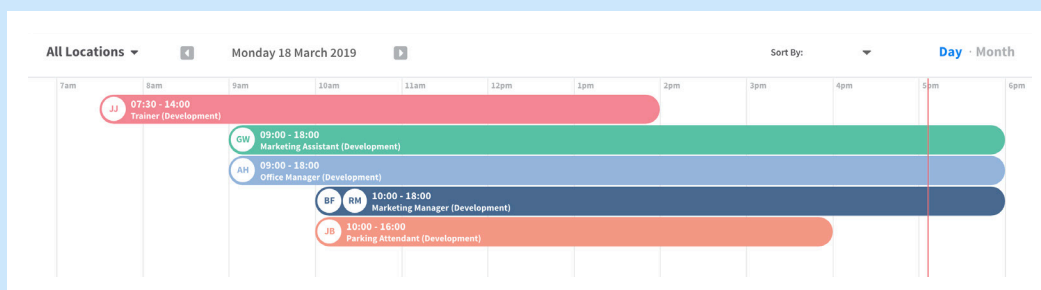 All Locations Monday 18 March 2019 Sort By: Day · Month
7am 8am 9am 10am 11am 12pm 1pm 2pm 3pm 4pm 5pm 6pm
JJ 07:30 - 14:00
Trainer (Development)
GW 09:00 - 18:00
Marketing Assistant (Development)
AH 09:00 - 18:00
Office Manager (Development)
BF RM 10:00 - 18:00
Marketing Manager (Development)
JB 10:00 - 16:00
Parking Attendant (Development)